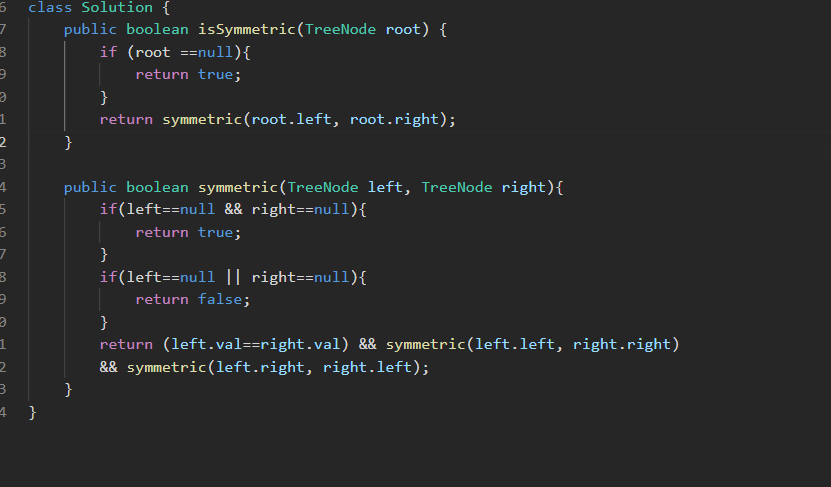 6 class Solution {
7 public boolean isSymmetric(TreeNode root) {
8 if (root ==null){
9 return true;
0 }
1 return symmetric(root.left, root.right);
2 }
3
4 public boolean symmetric(TreeNode left, TreeNode right){
5 if(left==null && right==null){
6 return true;
7 }
8 if(left==null || right==null){
9 return false;
0 }
1 return (left.val==right.val) && symmetric(left.left, right.right)
2 && symmetric(left.right, right.left);
3 }
4 }